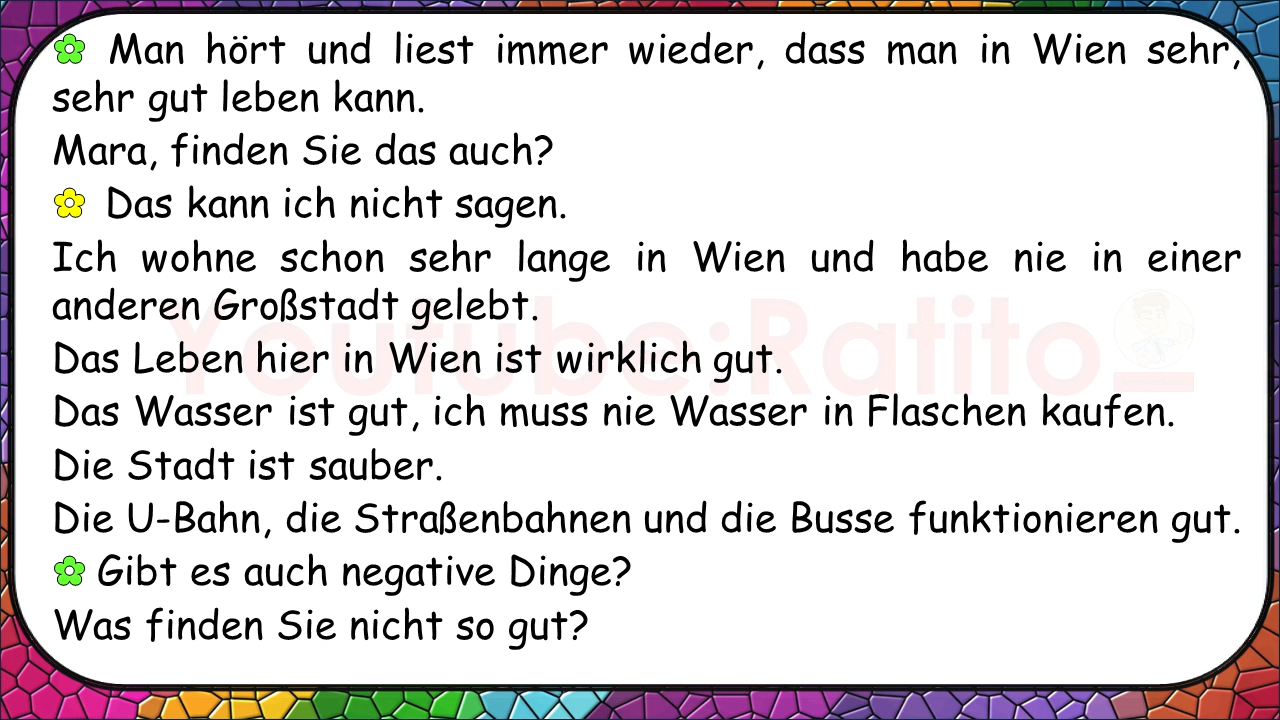 Man hört und liest immer wieder, dass man in Wien sehr,
sehr gut leben kann.
Mara, finden Sie das auch?
Das kann ich nicht sagen.
Ich wohne schon sehr lange in Wien und habe nie in einer
anderen Großstadt gelebt.
Youtube:Ratito
Das Leben hier in Wien ist wirklich gut.
Das Wasser ist gut, ich muss nie Wasser in Flaschen kaufen.
Die Stadt ist sauber.
Die U-Bahn, die Straßenbahnen und die Busse funktionieren gut.
Gibt es auch negative Dinge?
Was finden Sie nicht so gut?